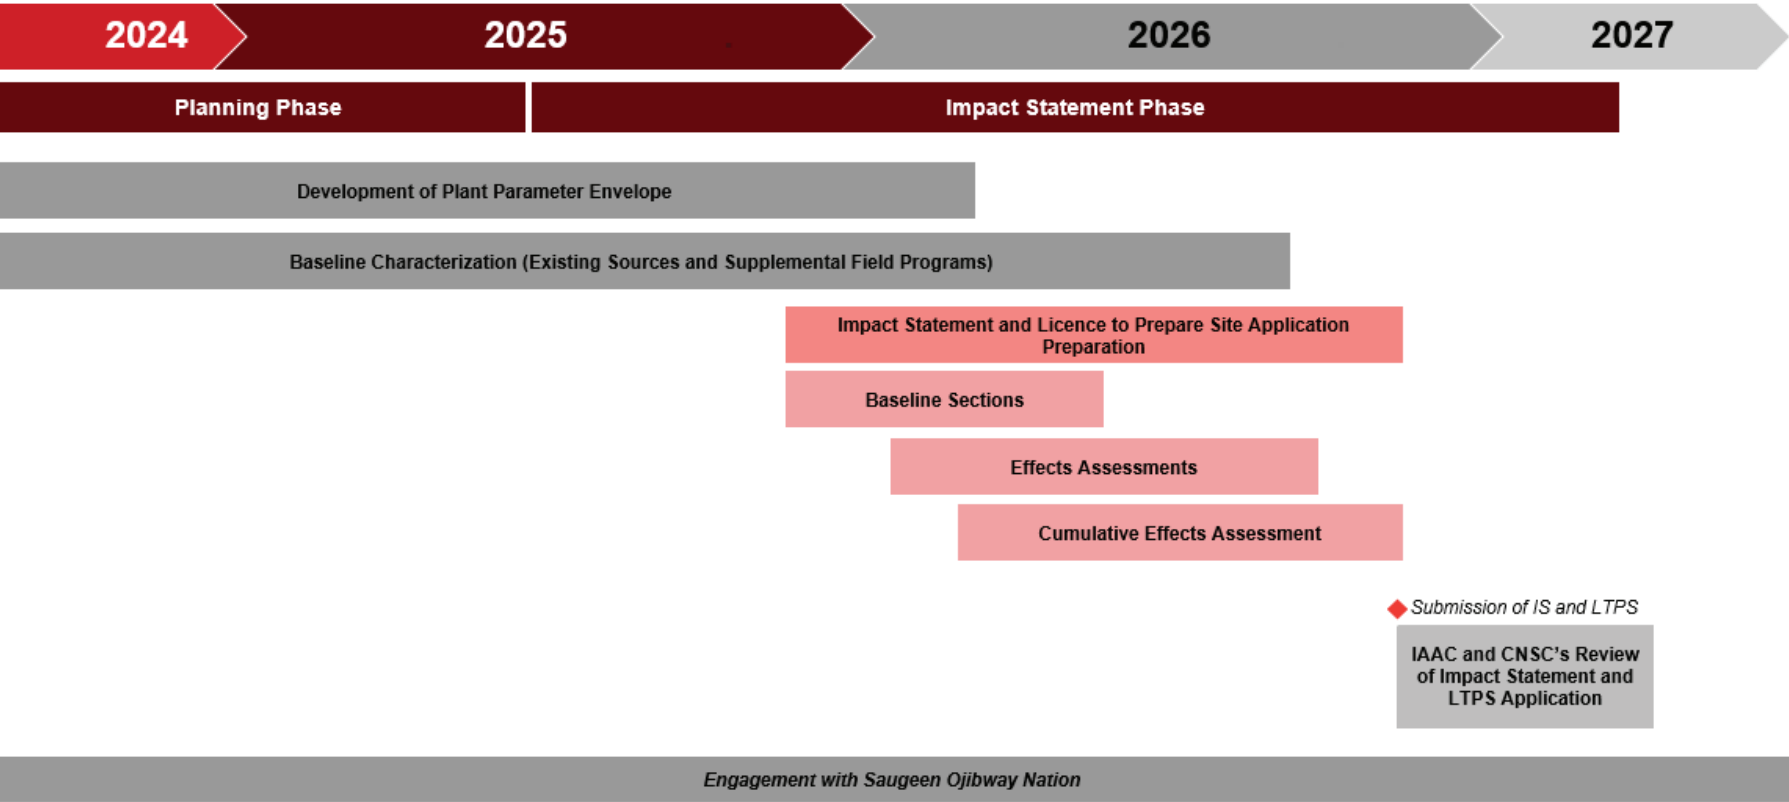 2024
2025
2026
2027
Planning Phase
Impact Statement Phase
Development of Plant Parameter Envelope
Baseline Characterization (Existing Sources and Supplemental Field Programs)
Impact Statement and Licence to Prepare Site Application
Preparation
Baseline Sections
Effects Assessments
Cumulative Effects Assessment
Submission of IS and LTPS
IAAC and CNSC’s Review
of Impact Statement and
LTPS Application
Engagement with Saugeen Ojibway Nation